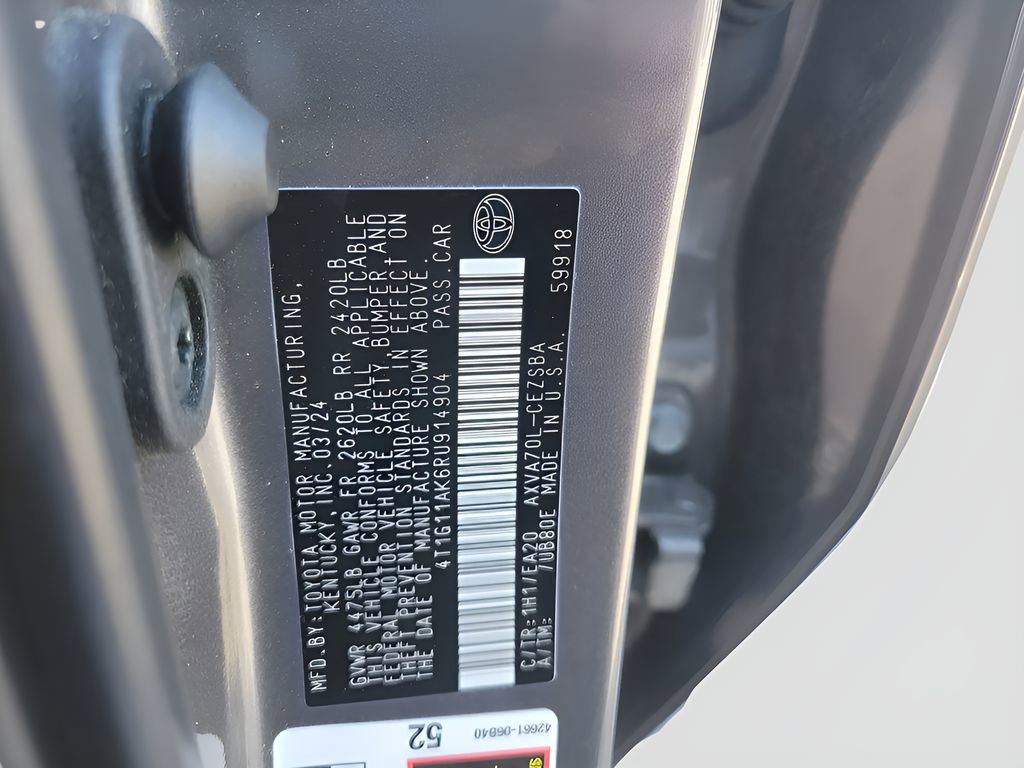 MFD.BY:TOYOTA MOTOR MANUFACTURING,
KENTUCKY, INC.03/24
GVWR 4475LB GAWR FR 2620LB RR 2420LB
THIS VEHICLE CONFORMS TO ALL APPLICABLE
FEDERAL MOTOR VEHICLE SAFETY, BUMPER,AND
THEFT PREVENTION STANDARDS IN EFFECT ON
THE DATE OF MANUFACTURE SHOWN ABOVE.
4T1G11AK6RU914904 PASS.CAR
C/TR:1H1/EA20 AXVA70L-CEZSBA 59918
A/TM: /UB80E MADE IN U.S.A.
42661-06B40
52